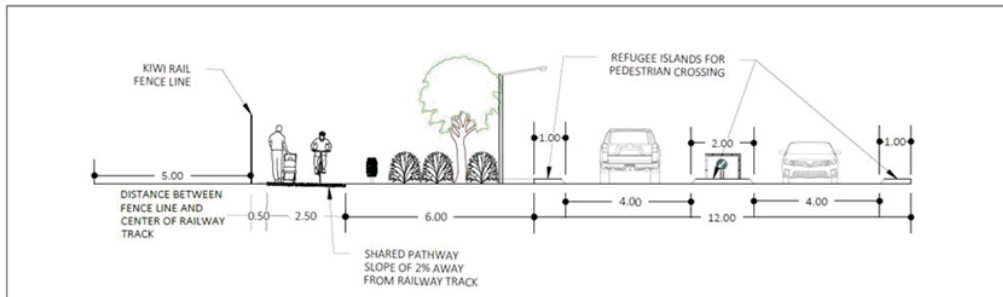 KIWI RAIL
FENCE LINE
REFUGEE ISLANDS FOR
PEDESTRIAN CROSSING
1.00
2.00
1.00
5.00
DISTANCE BETWEEN
FENCE LINE AND
CENTER OF RAILWAY
TRACK
0.50
2.50
6.00
4.00
12.00
4.00
SHARED PATHWAY
SLOPE OF 2% AWAY
FROM RAILWAY TRACK